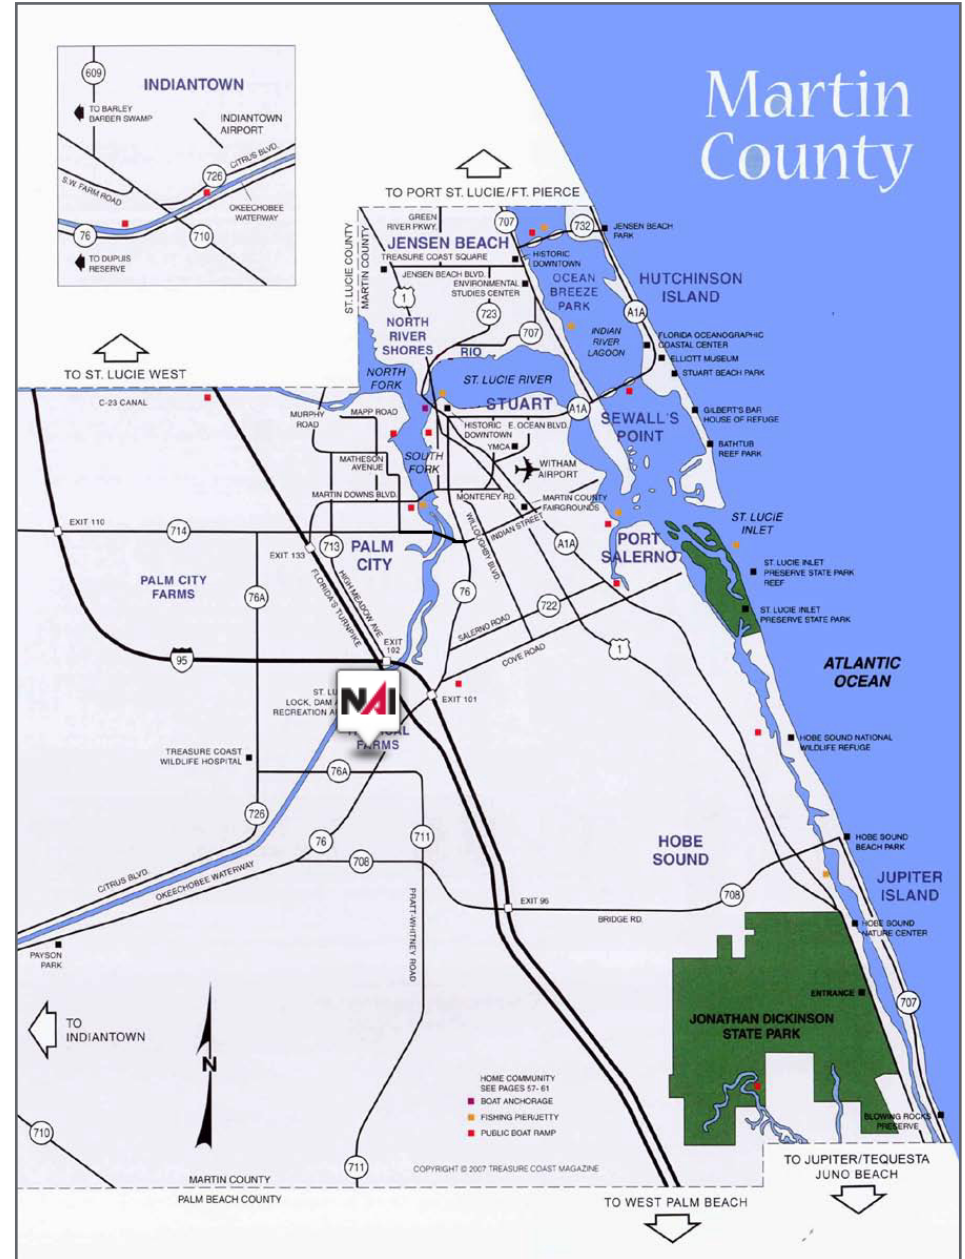 Martin
County
INDIANTOWN
609
TO BARLEY
BARBER SWAMP
INDIANTOWN
AIRPORT
CITRUS BLVD.
726
S.W. FARM ROAD
OKEECHOBEE
WATERWAY
76
710
TO DUPUIS
RESERVE
TO PORT ST. LUCIE/FT. PIERCE
ST. LUCIE COUNTY
MARTIN COUNTY
GREEN
RIVER PKWY.
707
732
JENSEN BEACH
PARK
JENSEN BEACH
TREASURE COAST SQUARE
HISTORIC
DOWNTOWN
JENSEN BEACH BLVD.
ENVIRONMENTAL
STUDIES CENTER
OCEAN
BREEZE
PARK
HUTCHINSON
ISLAND
1
723
A1A
NORTH
RIVER
SHORES
707
INDIAN
RIVER
LAGOON
FLORIDA OCEANOGRAPHIC
COASTAL CENTER
RIO
ELLIOTT MUSEUM
STUART BEACH PARK
TO ST. LUCIE WEST
NORTH
FORK
ST. LUCIE RIVER
C-23 CANAL
MURPHY
ROAD
MAPP ROAD
STUART
A1A
SEWALL'S
POINT
GILBERT'S BAR
HOUSE OF REFUGE
HISTORIC
DOWNTOWN
E. OCEAN BLVD.
YMCA
BATHTUB
REEF PARK
MATHESON
AVENUE
SOUTH
FORK
WITHAM
AIRPORT
MARTIN DOWNS BLVD.
MONTEREY RD.
MARTIN COUNTY
FAIRGROUNDS
EXIT 110
714
INDIAN STREET
WILLOUGHBY BLVD.
ST. LUCIE
INLET
EXIT 133
713
PALM
CITY
A1A
PORT
SALERNO
PALM CITY
FARMS
76A
FLORIDA'S TURNPIKE
HIGH MEADOW AVE.
76
722
ST. LUCIE INLET
PRESERVE STATE PARK
REEF
SALERNO ROAD
ST. LUCIE INLET
PRESERVE STATE PARK
95
EXIT
102
COVE ROAD
1
ATLANTIC
OCEAN
ST. LU
LOCK, DAM
RECREATION A
NAI
EXIT 101
FARMS
TREASURE COAST
WILDLIFE HOSPITAL
HOBE SOUND NATIONAL
WILDLIFE REFUGE
76A
726
76
711
HOBE
SOUND
HOBE SOUND
BEACH PARK
CITRUS BLVD.
OKEECHOBEE WATERWAY
708
JUPITER
ISLAND
PRATT-WHITNEY ROAD
EXIT 96
708
BRIDGE RD.
HOBE SOUND
NATURE CENTER
PAYSON
PARK
ENTRANCE
707
TO
INDIANTOWN
JONATHAN DICKINSON
STATE PARK
N
HOME COMMUNITY
SEE PAGES 57- 61
BOAT ANCHORAGE
FISHING PIER/JETTY
PUBLIC BOAT RAMP
BLOWING ROCKS
PRESERVE
710
711
COPYRIGHT © 2007 TREASURE COAST MAGAZINE
MARTIN COUNTY
PALM BEACH COUNTY
TO WEST PALM BEACH
TO JUPITER/TEQUESTA
JUNO BEACH